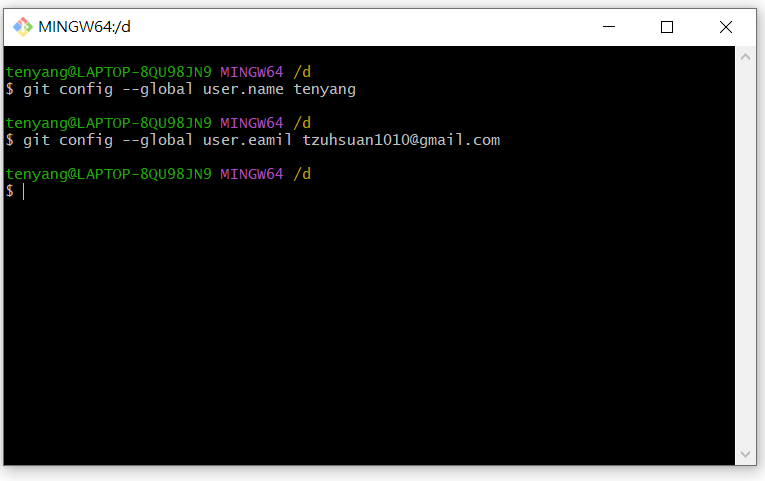 MINGW64:/d
tenyang@LAPTOP-8QU98JN9 MINGW64 /d
$ git config --global user.name tenyang
tenyang@LAPTOP-8QU98JN9 MINGW64 /d
$ git config --global user.eamil tzuhsuan1010@gmail.com
tenyang@LAPTOP-8QU98JN9 MINGW64 /d
$